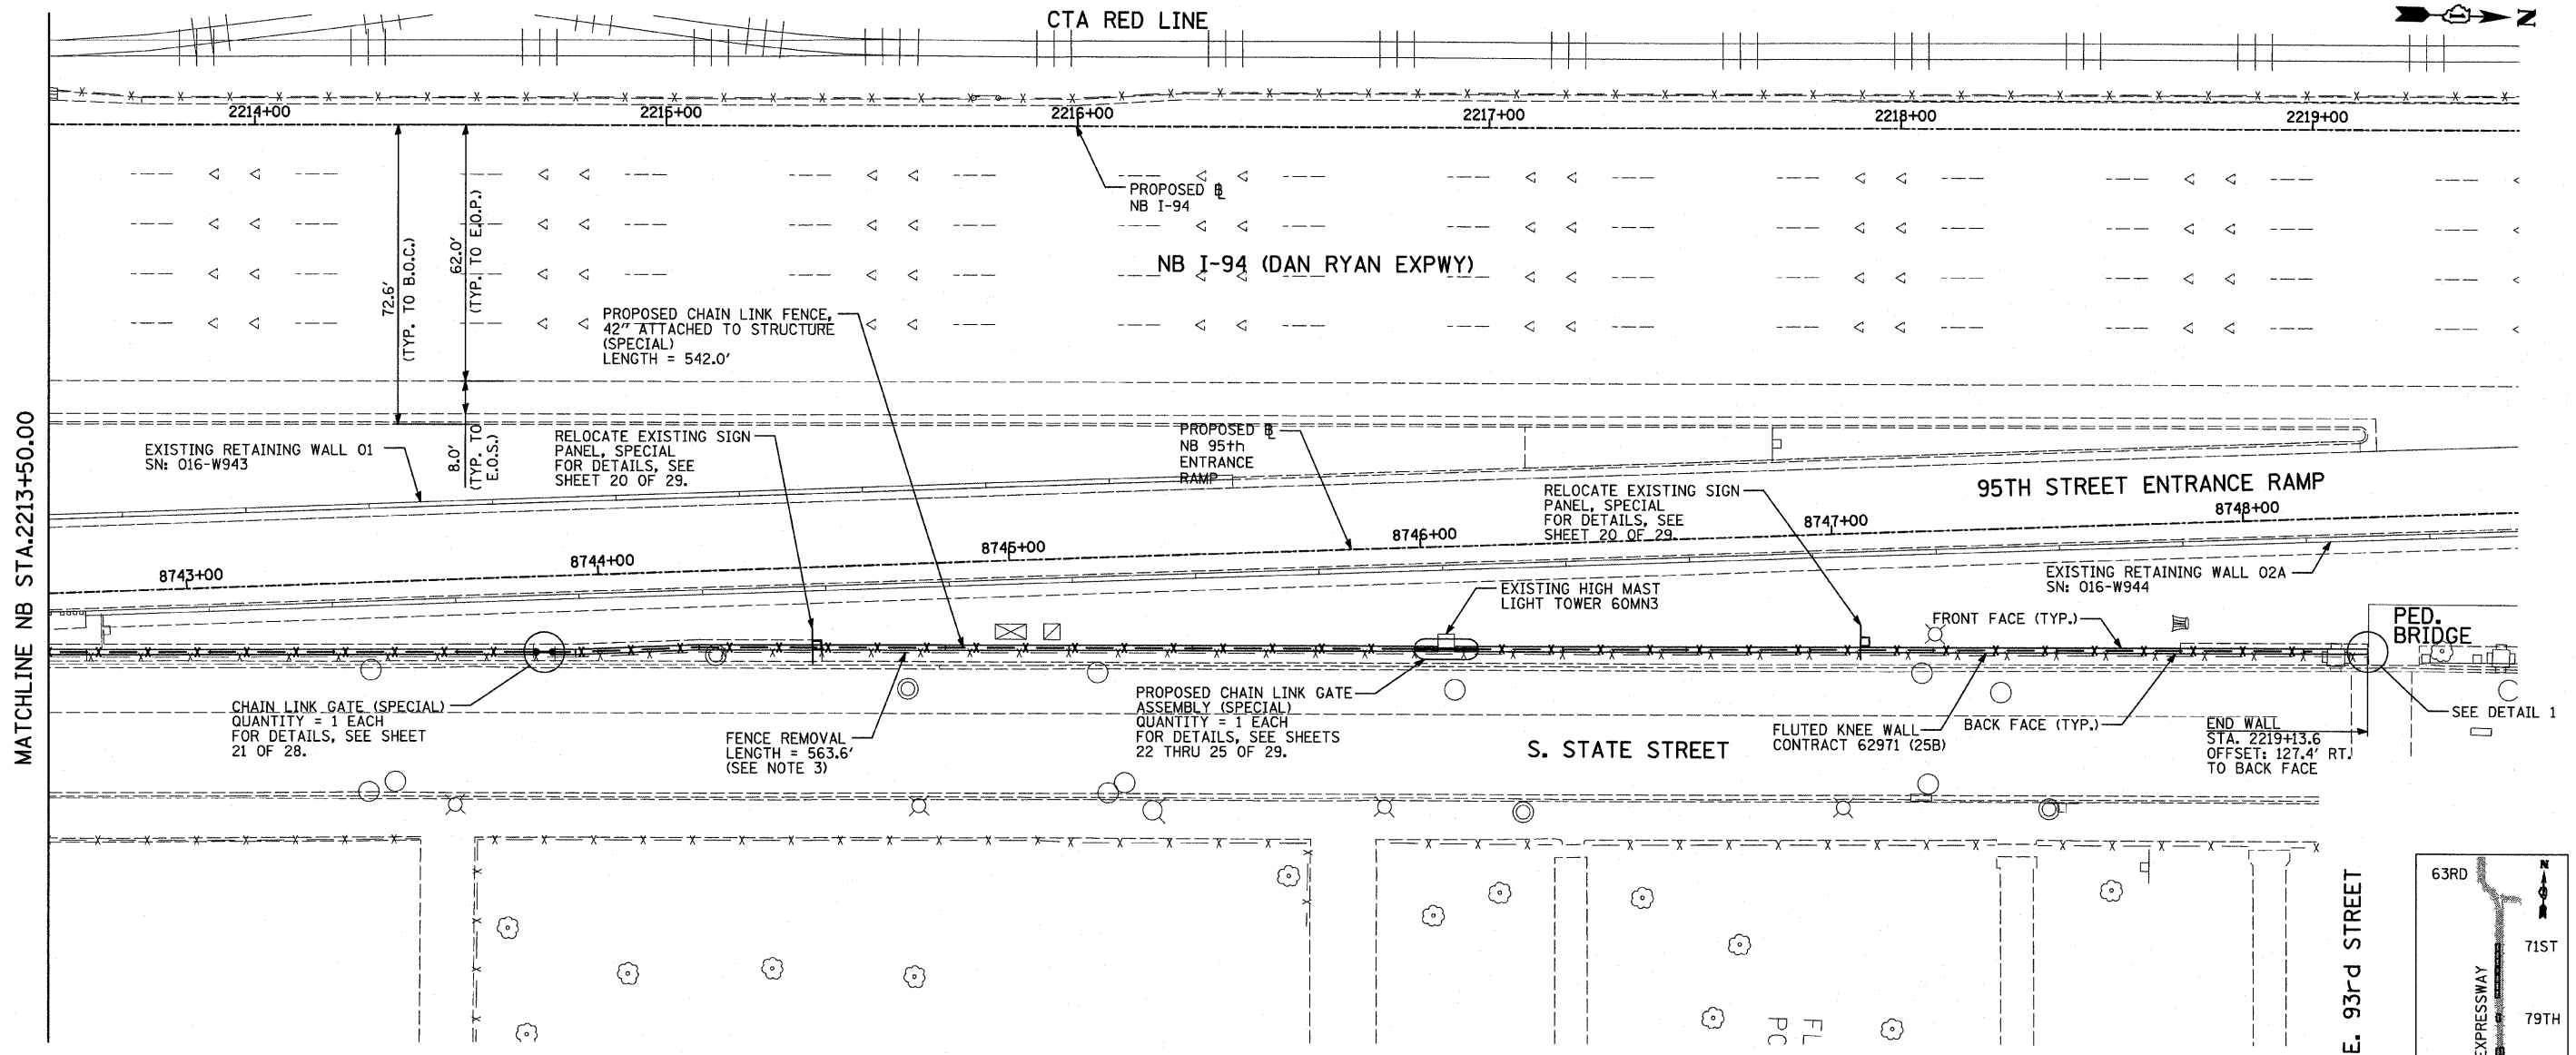 CTA RED LINE
N
2214+00
2215+00
2216+00
2217+00
2218+00
2219+00
PROPOSED ℄
NB I-94
NB I-94 (DAN RYAN EXPWY)
72.6'
(TYP. TO B.O.C.)
62.0'
(TYP. TO E.O.P.)
8.0'
(TYP. TO
E.O.S.)
PROPOSED CHAIN LINK FENCE,
42" ATTACHED TO STRUCTURE
(SPECIAL)
LENGTH = 542.0'
MATCHLINE NB STA.2213+50.00
EXISTING RETAINING WALL 01
SN: 016-W943
RELOCATE EXISTING SIGN
PANEL, SPECIAL
FOR DETAILS, SEE
SHEET 20 OF 29.
PROPOSED ℄
NB 95th
ENTRANCE
RAMP
RELOCATE EXISTING SIGN
PANEL, SPECIAL
FOR DETAILS, SEE
SHEET 20 OF 29.
95TH STREET ENTRANCE RAMP
8743+00
8744+00
8745+00
8746+00
8747+00
8748+00
EXISTING HIGH MAST
LIGHT TOWER 60MN3
EXISTING RETAINING WALL 02A
SN: 016-W944
FRONT FACE (TYP.)
PED.
BRIDGE
CHAIN LINK GATE (SPECIAL)
QUANTITY = 1 EACH
FOR DETAILS, SEE SHEET
21 OF 28.
FENCE REMOVAL
LENGTH = 563.6'
(SEE NOTE 3)
PROPOSED CHAIN LINK GATE
ASSEMBLY (SPECIAL)
QUANTITY = 1 EACH
FOR DETAILS, SEE SHEETS
22 THRU 25 OF 29.
S. STATE STREET
FLUTED KNEE WALL
CONTRACT 62971 (25B)
BACK FACE (TYP.)
END WALL
STA. 2219+13.6
OFFSET: 127.4' RT.
TO BACK FACE
SEE DETAIL 1
E. 93rd STREET
FL
PC
63RD
N
71ST
79TH
EXPRESSWAY